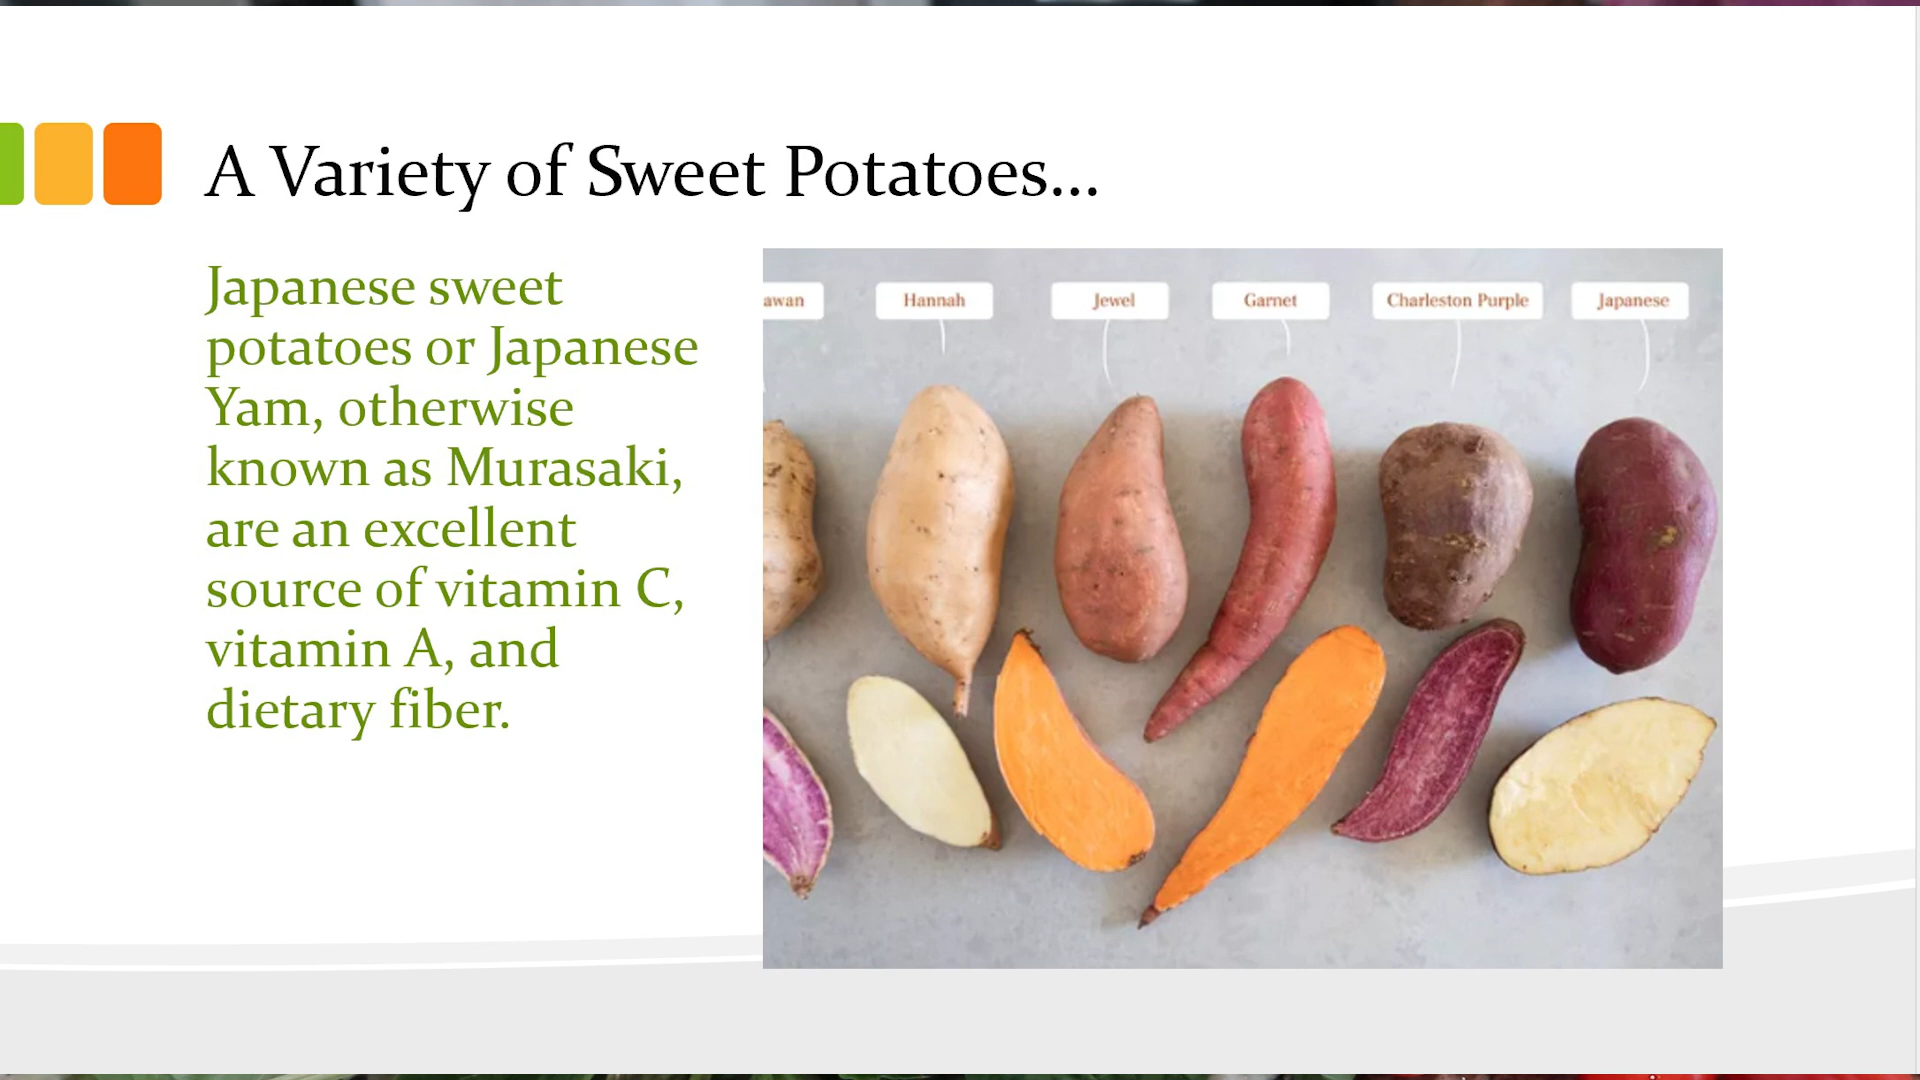 A Variety of Sweet Potatoes...
Japanese sweet
potatoes or Japanese
Yam, otherwise
known as Murasaki,
are an excellent
source of vitamin C,
vitamin A, and
dietary fiber.
awan
Hannah
Jewel
Garnet
Charleston Purple
Japanese